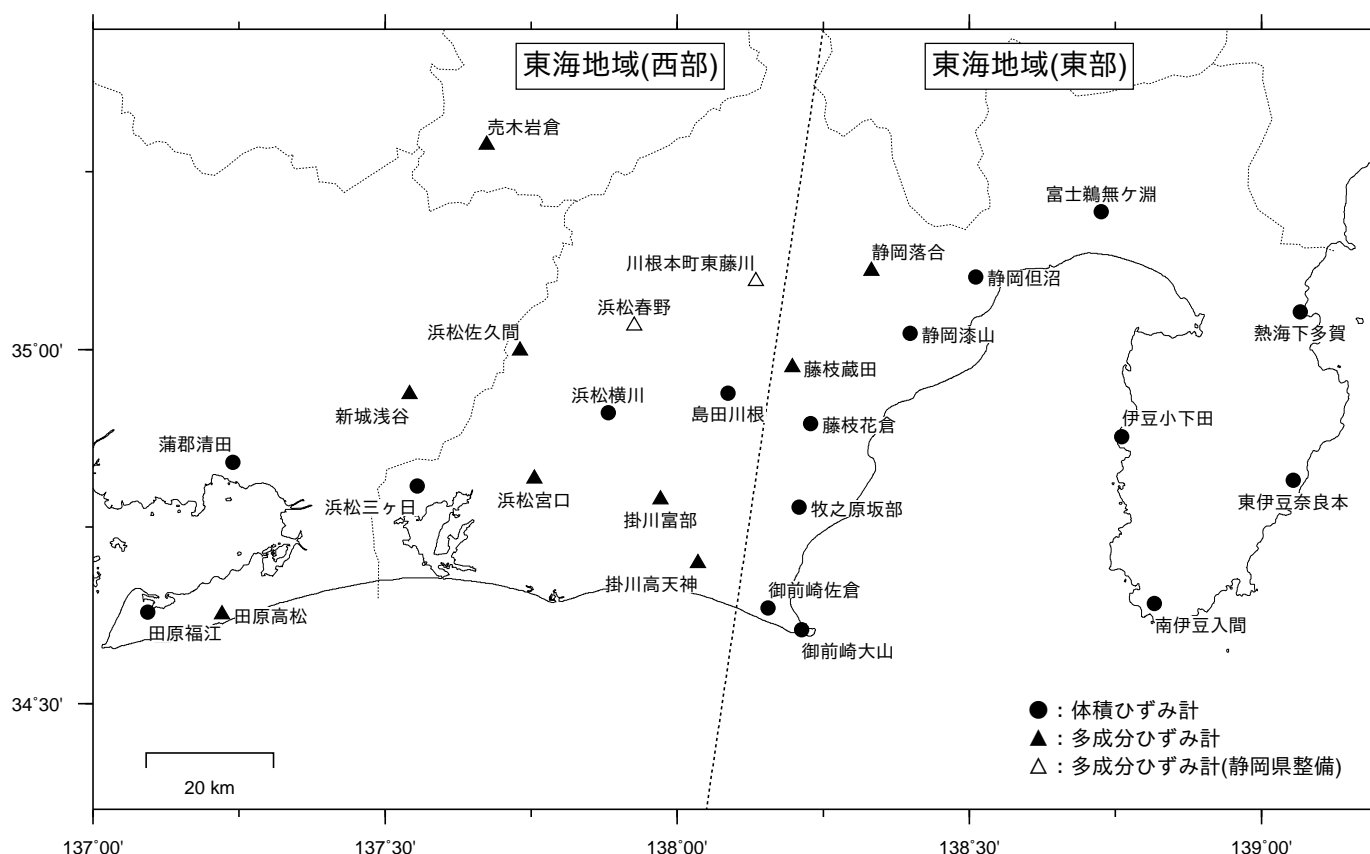 東海地域(西部)
東海地域(東部)
売木岩倉
富士鵜無ケ淵
川根本町東藤川
静岡落合
静岡但沼
浜松春野
浜松佐久間
静岡漆山
熱海下多賀
35°00'
藤枝蔵田
浜松横川
島田川根
新城浅谷
藤枝花倉
伊豆小下田
蒲郡清田
浜松三ヶ日
浜松宮口
掛川富部
牧之原坂部
東伊豆奈良本
掛川高天神
御前崎佐倉
田原福江
田原高松
南伊豆入間
御前崎大山
34°30'
●：体積ひずみ計
▲：多成分ひずみ計
△：多成分ひずみ計(静岡県整備)
20 km
137°00'
137°30'
138°00'
138°30'
139°00'